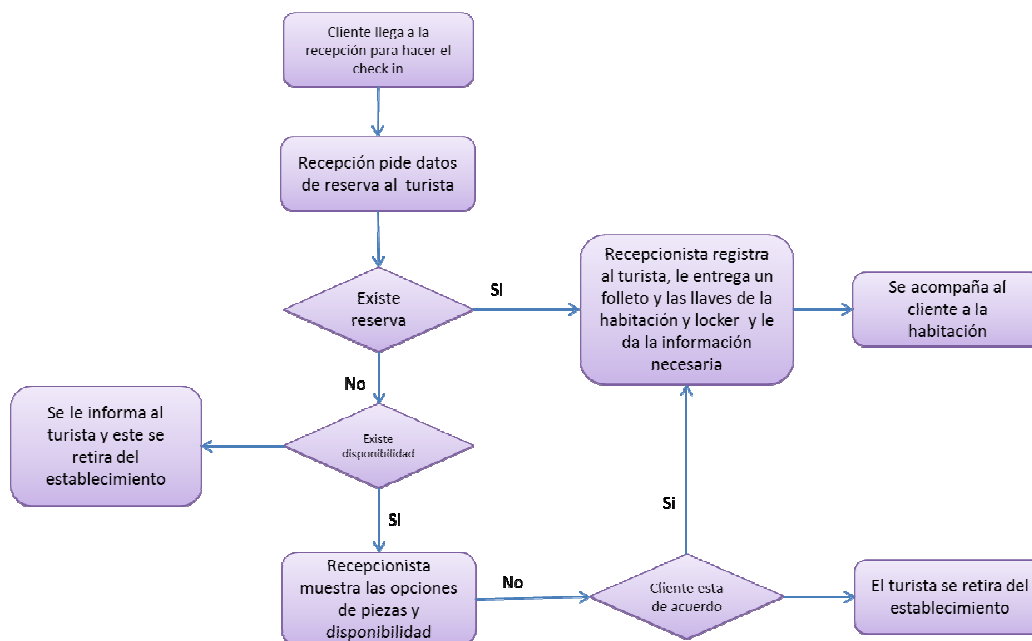 Cliente llega a la
recepción para hacer el
check in
Recepción pide datos
de reserva al turista
Existe
reserva
SI
Recepcionista registra
al turista, le entrega un
folleto y las llaves de la
habitación y locker y le
da la información
necesaria
Se acompaña al
cliente a la
habitación
No
Existe
disponibilidad
Se le informa al
turista y este se
retira del
establecimiento
SI
Si
Recepcionista
muestra las opciones
de piezas y
disponibilidad
No
Cliente esta
de acuerdo
El turista se retira del
establecimiento